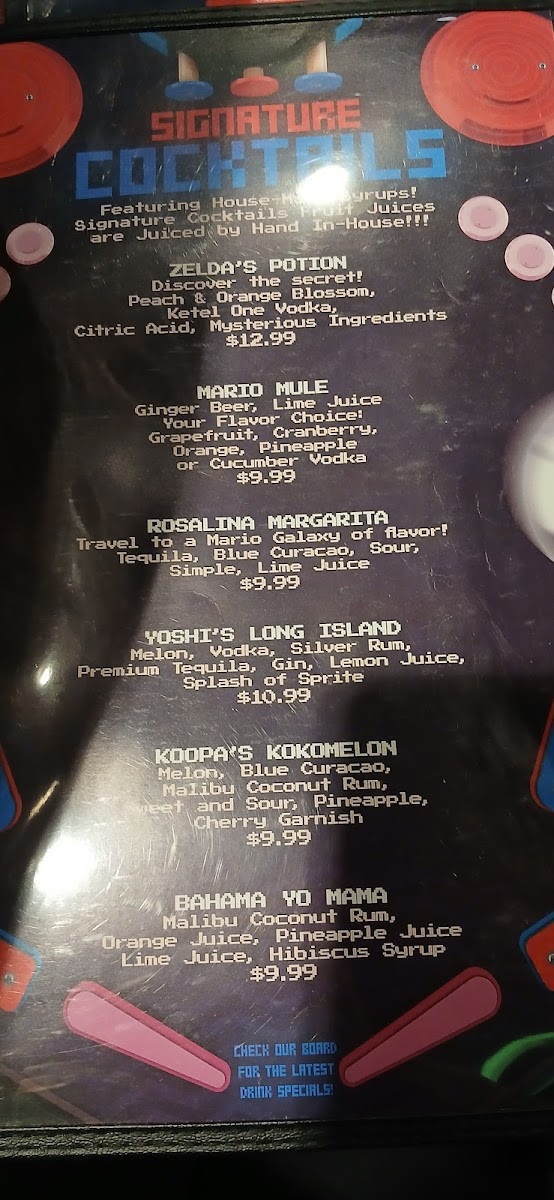 SIGNATURE
COCKTAILS
Featuring House-M Syrups!
Signature Cocktails Fruit Juices
are Juiced by Hand In-House!!!
ZELDA'S POTION
Discover the secret!
Peach & Orange Blossom,
Ketel One Vodka,
Citric Acid, Mysterious Ingredients
$12.99
MARIO MULE
Ginger Beer, Lime Juice
Your Flavor Choice:
Grapefruit, Cranberry,
Orange, Pineapple
or Cucumber Vodka
$9.99
ROSALINA MARGARITA
Travel to a Mario Galaxy of flavor!
Tequila, Blue Curacao, Sour,
Simple, Lime Juice
$9.99
YOSHI'S LONG ISLAND
Melon, Vodka, Silver Rum,
Premium Tequila, Gin, Lemon Juice,
Splash of Sprite
$10.99
KOOPA'S KOKOMELON
Melon, Blue Curacao,
Malibu Coconut Rum,
Sweet and Sour, Pineapple,
Cherry Garnish
$9.99
BAHAMA YO MAMA
Malibu Coconut Rum,
Orange Juice, Pineapple Juice
Lime Juice, Hibiscus Syrup
$9.99
CHECK OUR BOARD
FOR THE LATEST
DRINK SPECIALS!